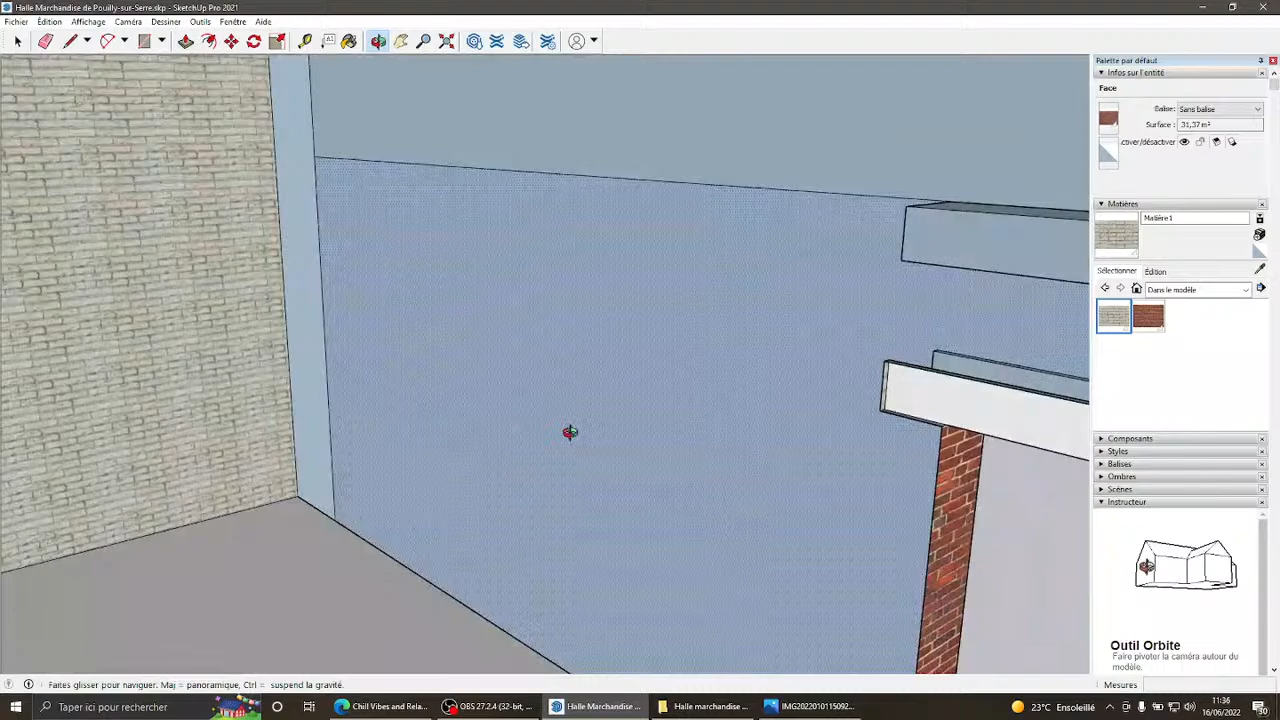 Halle Marchandise de Pouilly-sur-Serre.skp - SketchUp Pro 2021
Fichier Édition Affichage Caméra Dessiner Outils Fenêtre Aide
Palette par défaut
Infos sur l'entité
Face
Balise: Sans balise
Surface : 31,37 m²
.ctiver/désactiver
Matières
Matière1
Sélectionner Édition
Dans le modèle
Composants
Styles
Balises
Ombres
Scènes
Instructeur
Outil Orbite
Faire pivoter la caméra autour du
modèle.
Faites glisser pour naviguer. Maj = panoramique, Ctrl = suspend la gravité.
Mesures
Taper ici pour rechercher
Chill Vibes and Rela...
OBS 27.2.4 (32-bit, ...
Halle Marchandise ...
Halle marchandise ...
IMG2022010115092...
23°C Ensoleillé
11:36
16/06/2022